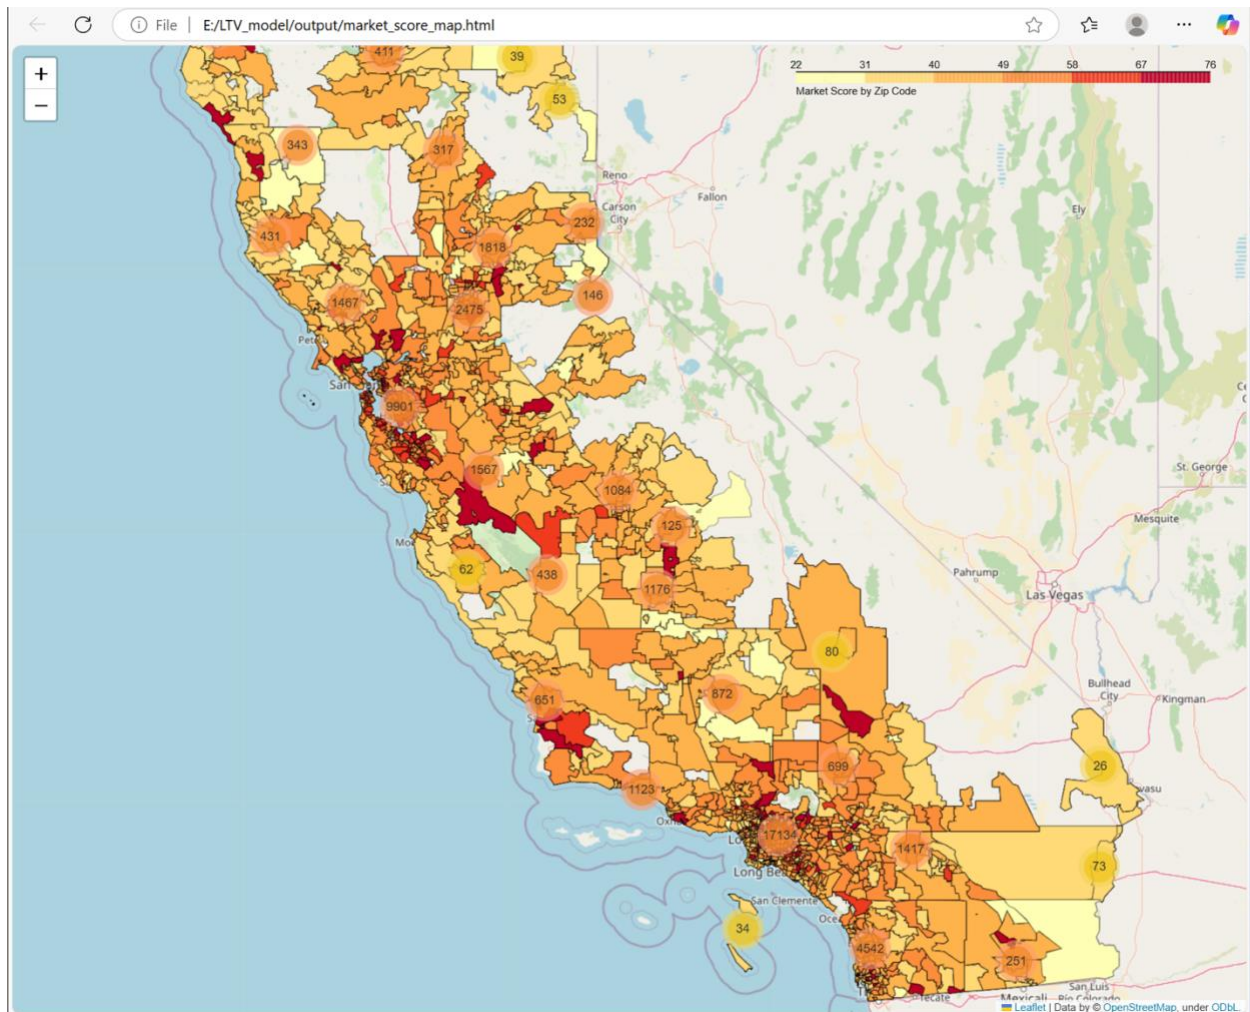 File | E:/LTV_model/output/market_score_map.html
+
−
411
39
22 31 40 49 58 67 76
Market Score by Zip Code
53
343
317
Reno
Fallon
Carson
City
232
Ely
431
1818
146
1467
2475
9901
1567
St. George
1084
125
Mesquite
62
438
Pahrump
1176
Las Vegas
80
Bullhead
City
Kingman
872
651
699
26
1123
17134
1417
73
San Clemente
34
4542
251
San Luis
Río Colorado
Mexicali
Leaflet | Data by © OpenStreetMap, under ODbL.